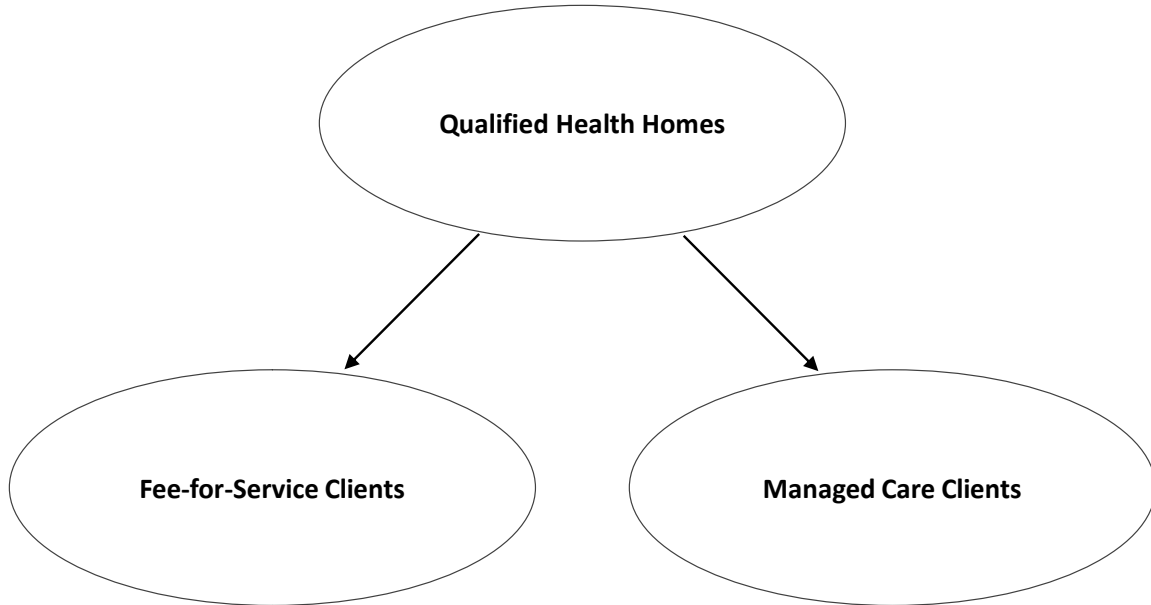 Qualified Health Homes
Fee-for-Service Clients
Managed Care Clients